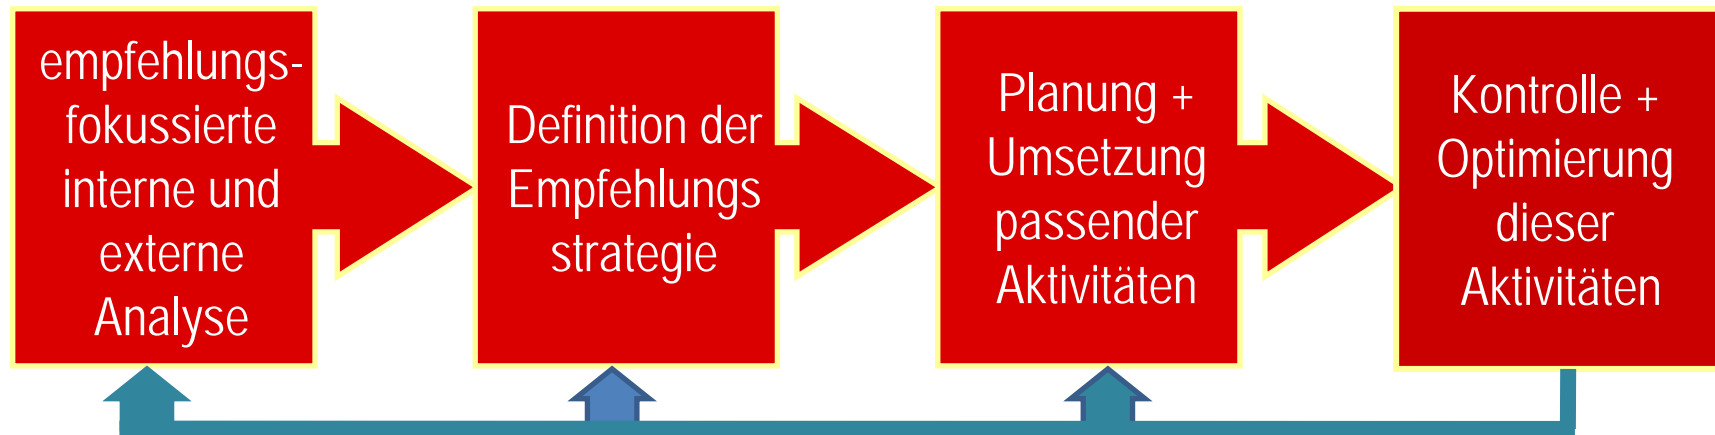 empfehlungs-
fokussierte
interne und
externe
Analyse
Definition der
Empfehlungs
strategie
Planung +
Umsetzung
passender
Aktivitäten
Kontrolle +
Optimierung
dieser
Aktivitäten